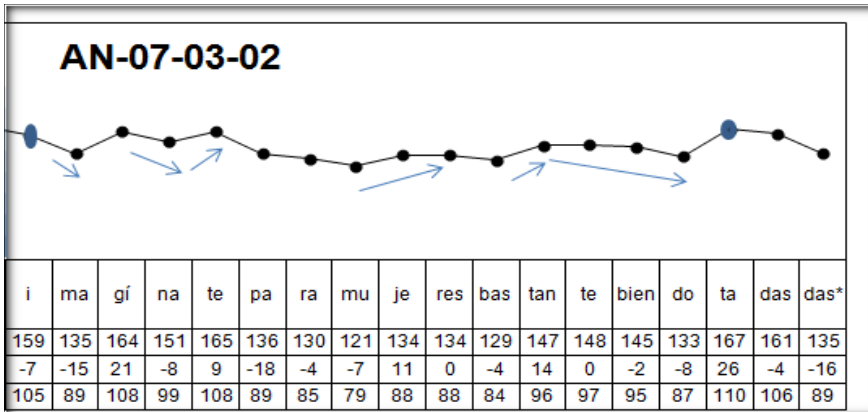 AN-07-03-02
i ma gí na te pa ra mu je res bas tan te bien do ta das das*
159 135 164 151 165 136 130 121 134 134 129 147 148 145 133 167 161 135
-7 -15 21 -8 9 -18 -4 -7 11 0 -4 14 0 -2 -8 26 -4 -16
105 89 108 99 108 89 85 79 88 88 84 96 97 95 87 110 106 89